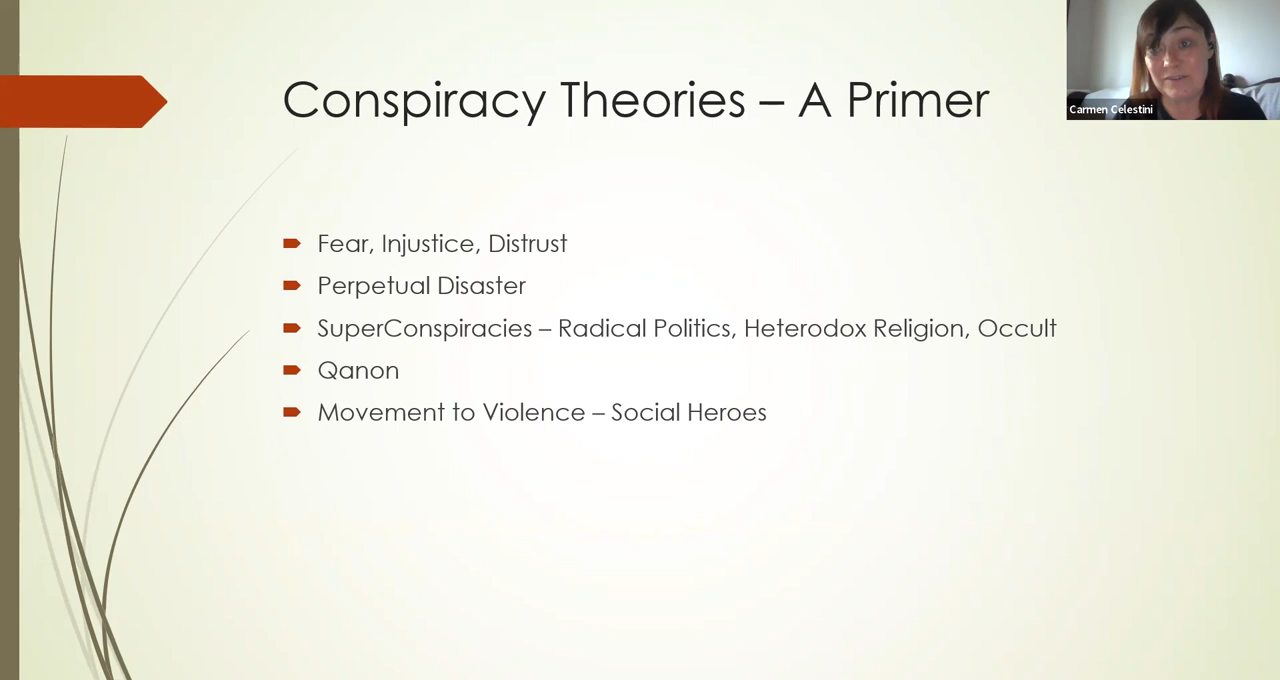 Conspiracy Theories – A Primer
Carmen Celestini
Fear, Injustice, Distrust
Perpetual Disaster
SuperConspiracies – Radical Politics, Heterodox Religion, Occult
Qanon
Movement to Violence – Social Heroes